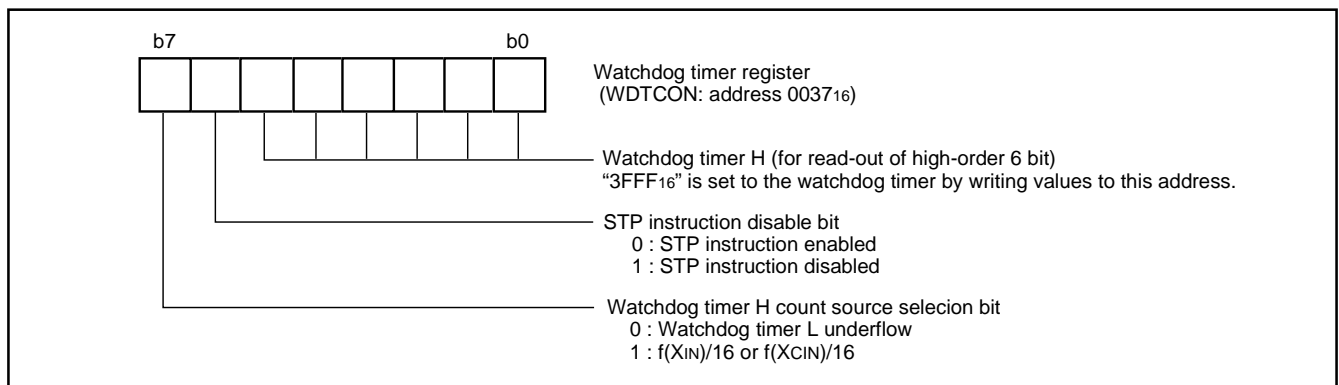 b7 b0
Watchdog timer register
(WDTCON: address 003716)
Watchdog timer H (for read-out of high-order 6 bit)
“3FFF16” is set to the watchdog timer by writing values to this address.
STP instruction disable bit
0 : STP instruction enabled
1 : STP instruction disabled
Watchdog timer H count source selecion bit
0 : Watchdog timer L underflow
1 : f(XIN)/16 or f(XCIN)/16